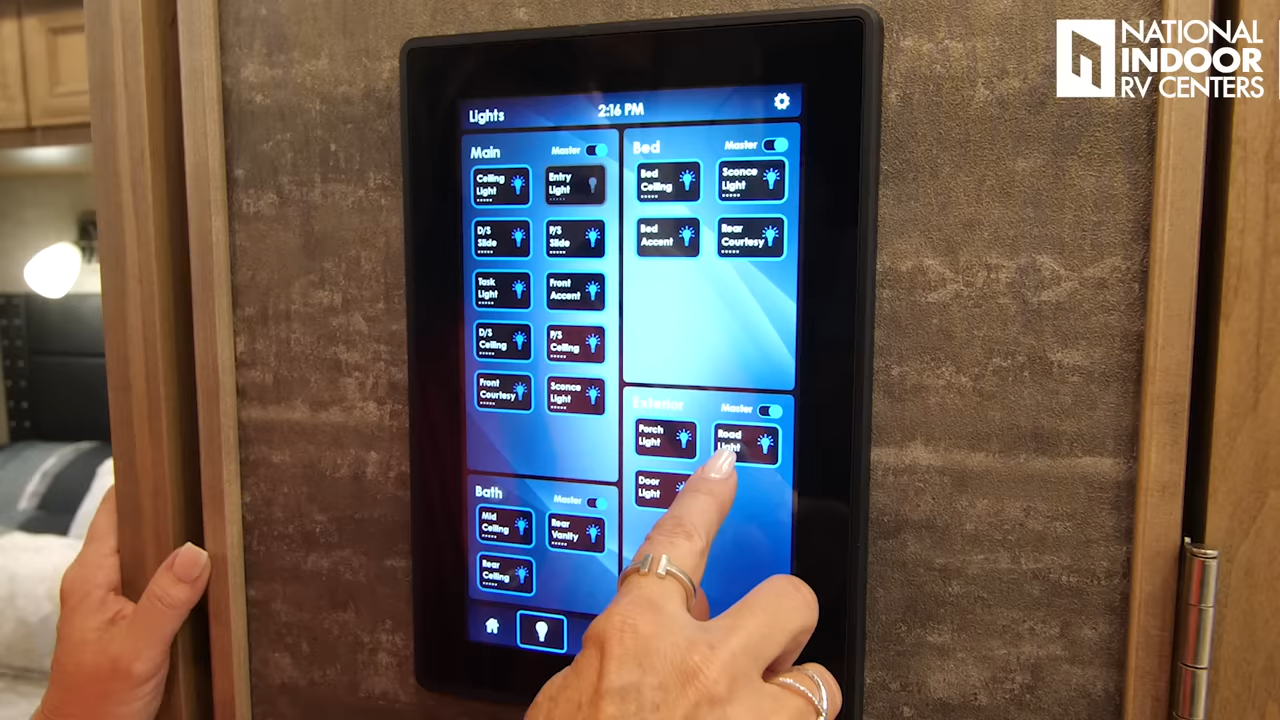 NATIONAL
INDOOR
RV CENTERS
Lights
2:16 PM
Main
Master
Ceiling
Light
Entry
Light
D/S
Slide
P/S
Slide
Task
Light
Front
Accent
D/S
Ceiling
P/S
Ceiling
Front
Courtesy
Sconce
Light
Bath
Master
Mid
Ceiling
Rear
Vanity
Rear
Ceiling
Bed
Master
Bed
Ceiling
Sconce
Light
Bed
Accent
Rear
Courtesy
Exterior
Master
Porch
Light
Road
Light
Door
Light